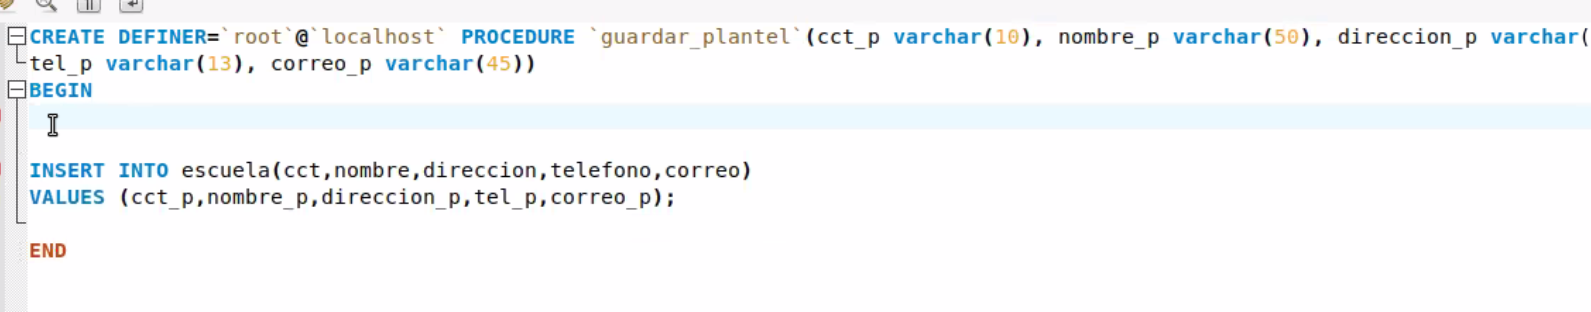 CREATE DEFINER=`root`@`localhost` PROCEDURE `guardar_plantel`(cct_p varchar(10), nombre_p varchar(50), direccion_p varchar(
tel_p varchar(13), correo_p varchar(45))
BEGIN
INSERT INTO escuela(cct,nombre,direccion,telefono,correo)
VALUES (cct_p,nombre_p,direccion_p,tel_p,correo_p);
END